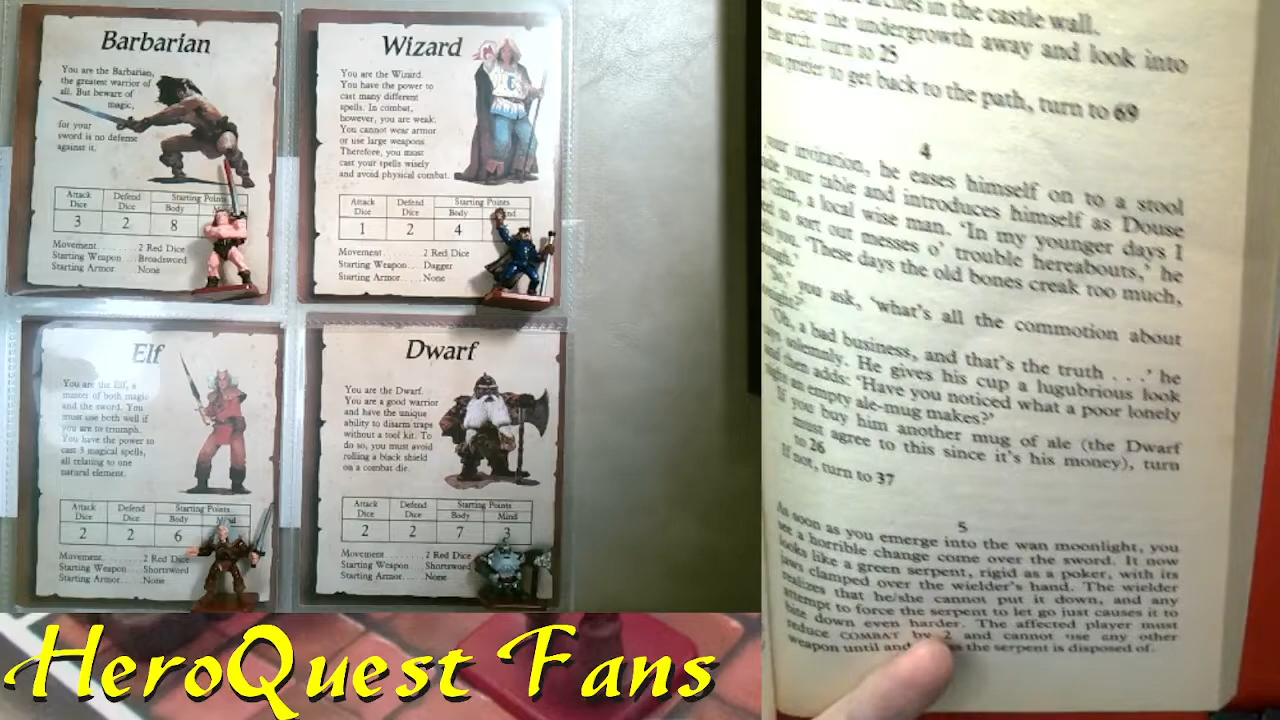 Barbarian
You are the Barbarian,
the greatest warrior of
all. But beware of
magic,
for your
sword is no defense
against it.
Attack Dice Defend Dice Starting Points
Body
3 2 8
Movement........2 Red Dice
Starting Weapon...Broadsword
Starting Armor....None
Wizard
You are the Wizard.
You have the power to
cast many different
spells. In combat,
however, you are weak.
You cannot wear armor
or use large weapons.
Therefore, you must
cast your spells wisely
and avoid physical combat.
Attack Dice Defend Dice Starting Points
Body
1 2 4
Movement........2 Red Dice
Starting Weapon...Dagger
Starting Armor.....None
Elf
You are the Elf, a
master of both magic
and the sword. You
must use both well if
you are to triumph.
You have the power to
cast 3 magical spells,
all relating to one
natural element.
Attack Dice Defend Dice Starting Points
Body Mind
2 2 6
Movement........2 Red Dice
Starting Weapon...Shortsword
Starting Armor....None
Dwarf
You are the Dwarf.
You are a good warrior
and have the unique
ability to disarm traps
without a tool kit. To
do so, you must avoid
rolling a black shield
on a combat die.
Attack Dice Defend Dice Starting Points
Body Mind
2 2 7 3
Movement........2 Red Dice
Starting Weapon Shortsword
Starting Armor....None
HeroQuest Fans
in the castle wall.
clear the undergrowth away and look into
arch, turn to 25
prefer to get back to the path, turn to 69
4
your invitation, he eases himself on to a stool
your table and introduces himself as Douse
a local wise man. 'In my younger days I
to sort out messes o' trouble hereabouts,' he
you. 'These days the old bones creak too much,
you ask, 'what's all the commotion about
'Oh, a bad business, and that's the truth . . .' he
solemnly. He gives his cup a lugubrious look
and then adds: 'Have you noticed what a poor lonely
an empty ale-mug makes?'
If you buy him another mug of ale (the Dwarf
must agree to this since it's his money), turn
to 26
If not, turn to 37
5
As soon as you emerge into the wan moonlight, you
see a horrible change come over the sword. It now
looks like a green serpent, rigid as a poker, with its
jaws clamped over the wielder's hand. The wielder
realizes that he/she cannot put it down, and any
attempt to force the serpent to let go just causes it to
bite down even harder. The affected player must
reduce COMBAT by 2 and cannot use any other
weapon until and the serpent is disposed of.